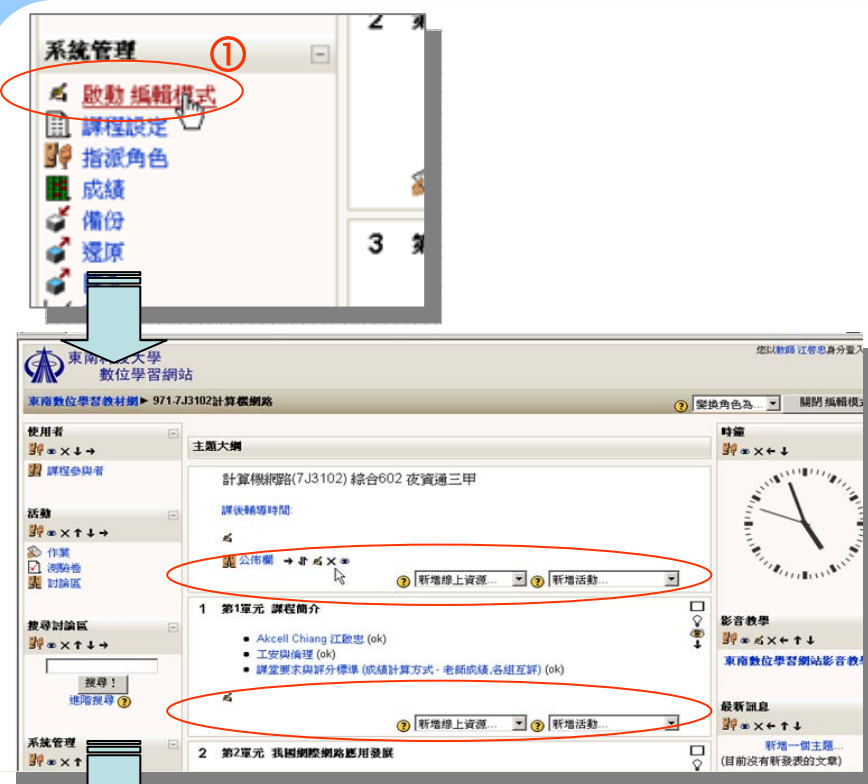 系統管理
①
啟動 編輯模式
課程設定
指派角色
成績
備份
還原
2
3
東南科技大學
數位學習網站
您以教師 江啓忠身分登入
東南數位學習教材網► 971-7J3102計算機網路
變換角色為...
關閉 編輯模式
使用者
課程參與者
活動
作業
測驗卷
討論區
搜尋討論區
搜尋！
進階搜尋
系統管理
主題大綱
計算機網路(7J3102) 綜合602 夜資通三甲
課後輔導時間:
公佈欄
新增線上資源...
新增活動...
1 第1單元 課程簡介
Akcell Chiang 江啟忠 (ok)
工安與倫理 (ok)
課堂要求與評分標準 (成績計算方式 - 老師成績,各組互評) (ok)
新增線上資源...
新增活動...
2 第2單元 我國網際網路應用發展
時鐘
影音教學
東南數位學習網站影音教學
最新訊息
新增一個主題...
(目前沒有新發表的文章)